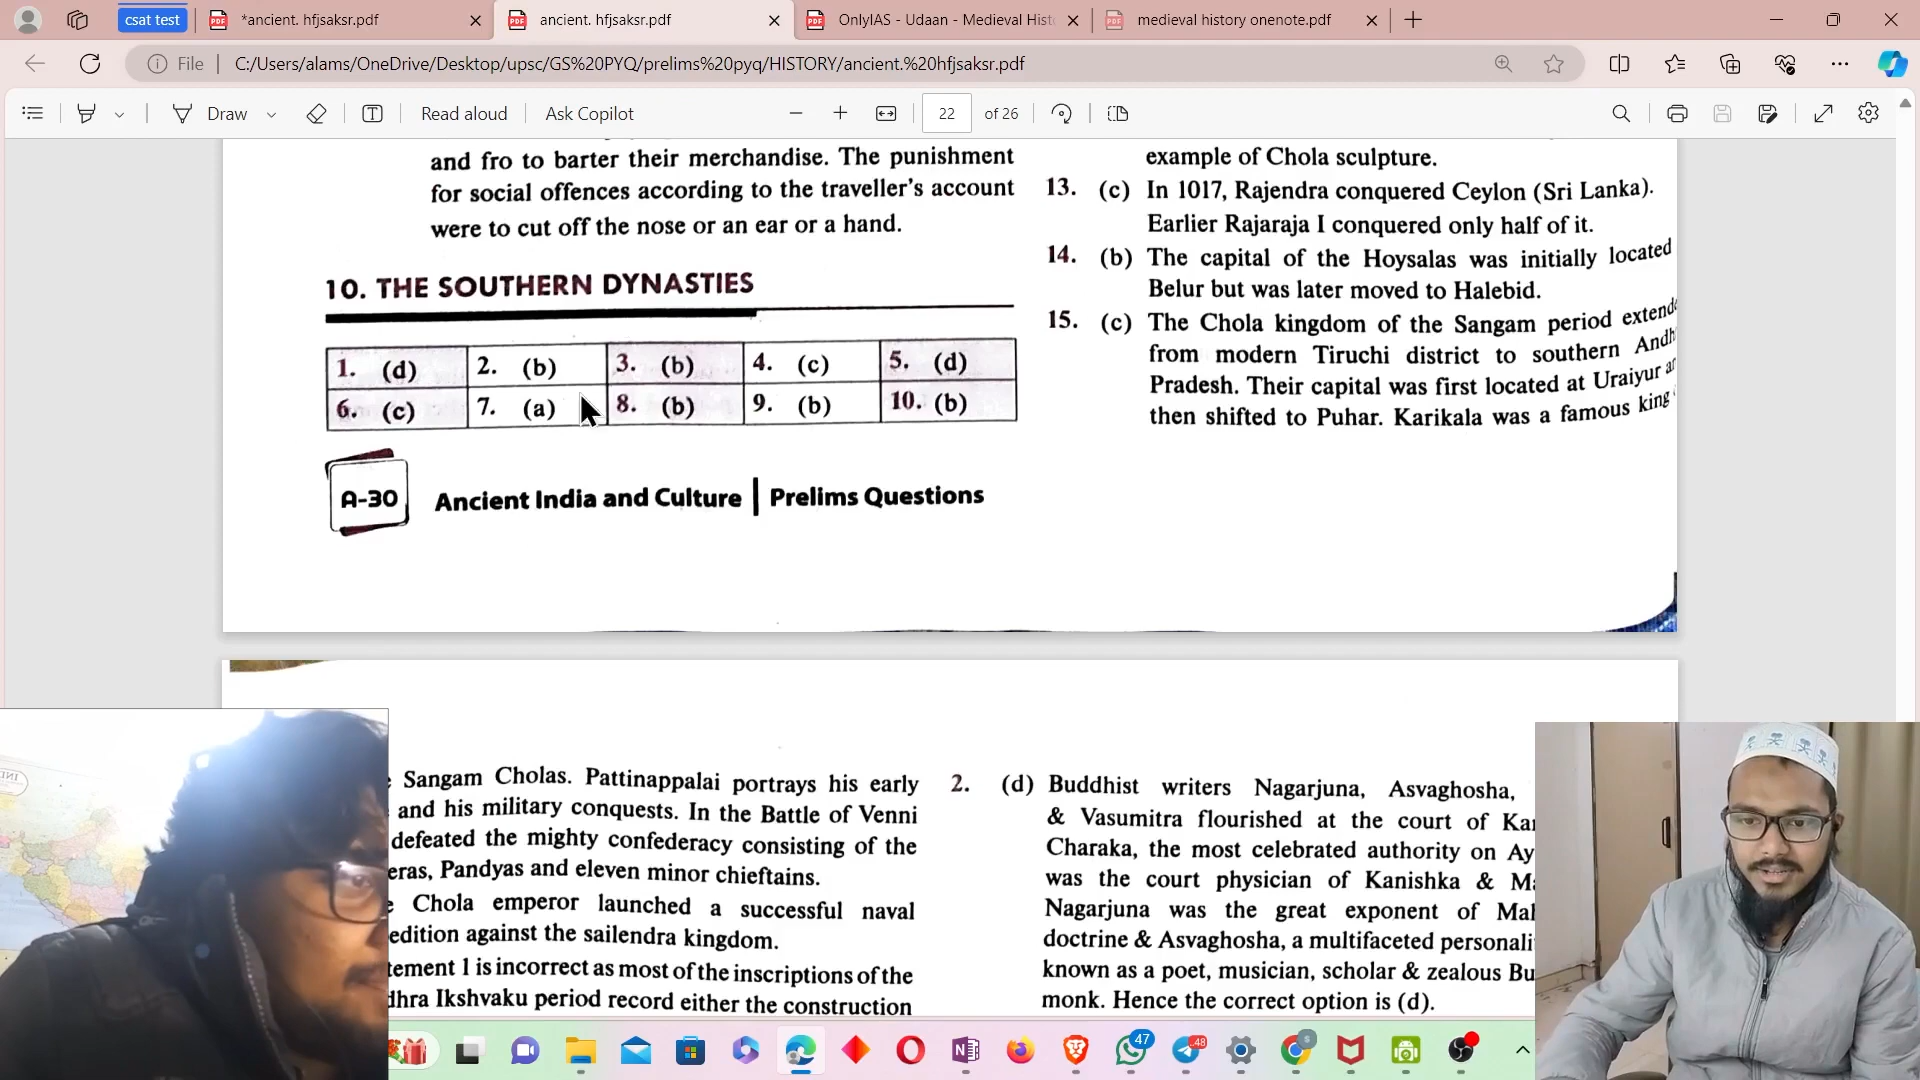 csat test
*ancient. hfjsaksr.pdf
ancient. hfjsaksr.pdf
OnlyIAS - Udaan - Medieval Hist
medieval history onenote.pdf
File
C:/Users/alams/OneDrive/Desktop/upsc/GS%20PYQ/prelims%20pyq/HISTORY/ancient.%20hfjsaksr.pdf
Draw
Read aloud
Ask Copilot
22 of 26
and fro to barter their merchandise. The punishment
for social offences according to the traveller's account
were to cut off the nose or an ear or a hand.
10. THE SOUTHERN DYNASTIES
1. (d) 2. (b) 3. (b) 4. (c) 5. (d)
6. (c) 7. (a) 8. (b) 9. (b) 10. (b)
A-30 Ancient India and Culture | Prelims Questions
example of Chola sculpture.
13. (c) In 1017, Rajendra conquered Ceylon (Sri Lanka).
Earlier Rajaraja I conquered only half of it.
14. (b) The capital of the Hoysalas was initially located
Belur but was later moved to Halebid.
15. (c) The Chola kingdom of the Sangam period extend
from modern Tiruchi district to southern Andh
Pradesh. Their capital was first located at Uraiyur a
then shifted to Puhar. Karikala was a famous king
Sangam Cholas. Pattinappalai portrays his early
and his military conquests. In the Battle of Venni
defeated the mighty confederacy consisting of the
eras, Pandyas and eleven minor chieftains.
e Chola emperor launched a successful naval
edition against the sailendra kingdom.
tement 1 is incorrect as most of the inscriptions of the
dhra Ikshvaku period record either the construction
2. (d) Buddhist writers Nagarjuna, Asvaghosha,
& Vasumitra flourished at the court of Ka
Charaka, the most celebrated authority on Ay
was the court physician of Kanishka & M
Nagarjuna was the great exponent of Ma
doctrine & Asvaghosha, a multifaceted personali
known as a poet, musician, scholar & zealous Bu
monk. Hence the correct option is (d).
47
48